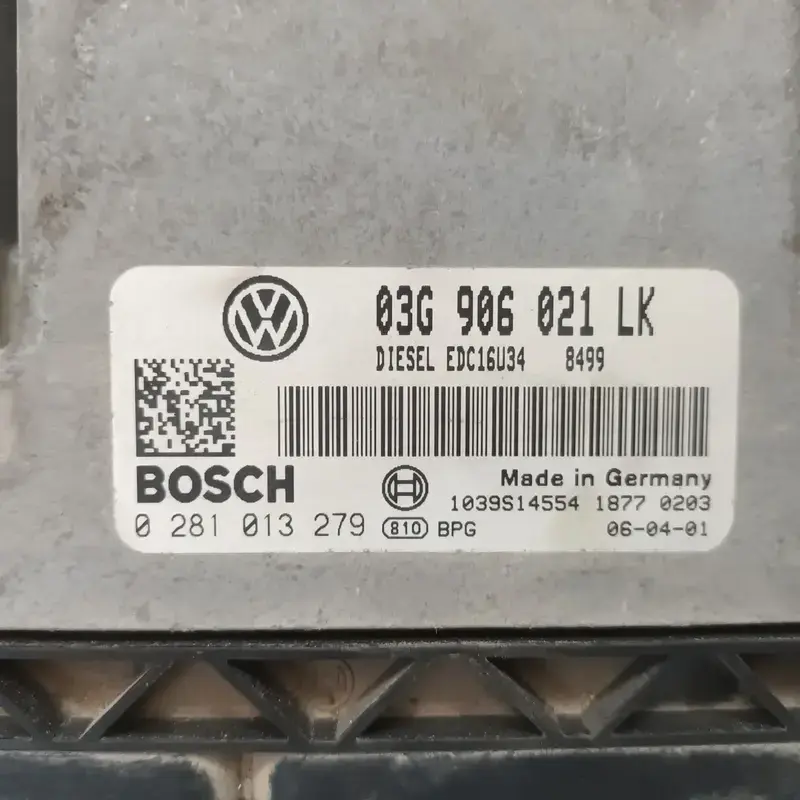 03G 906 021 LK
DIESEL EDC16U34 8499
BOSCH
Made in Germany
1039S14554 1877 0203
0 281 013 279 810 BPG 06-04-01